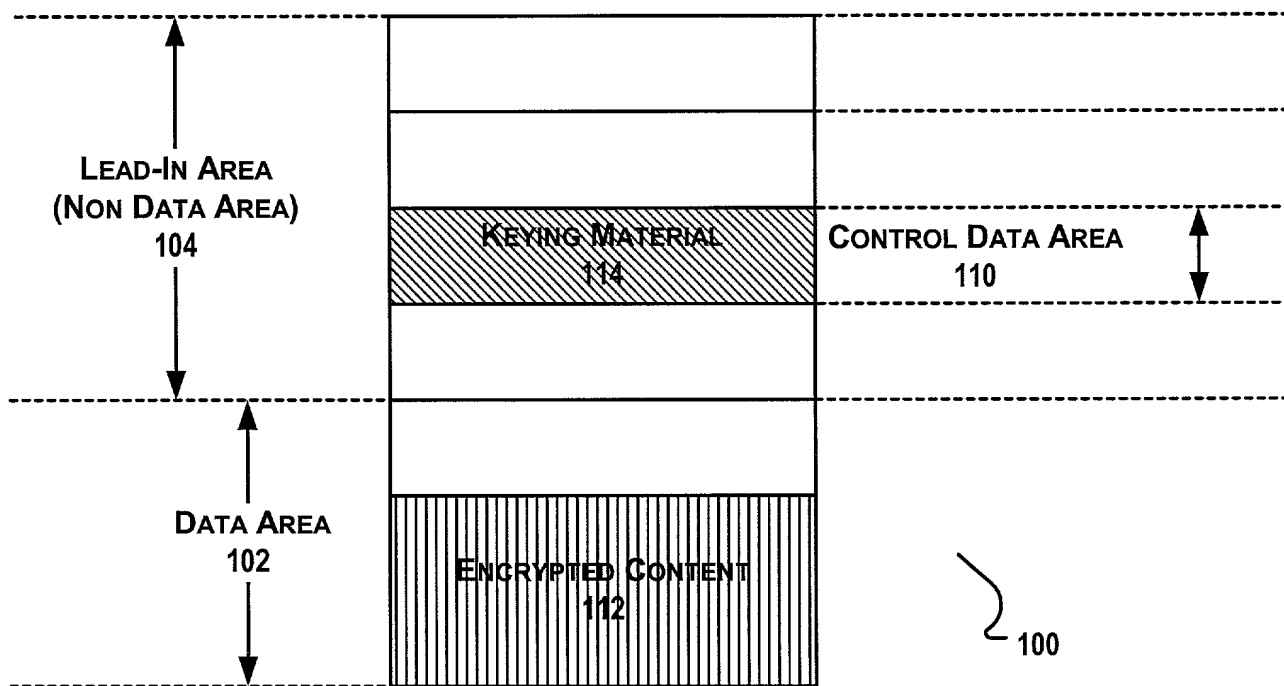 LEAD-IN AREA
(NON DATA AREA)
104
KEYING MATERIAL
114
CONTROL DATA AREA
110
DATA AREA
102
ENCRYPTED CONTENT
112
100